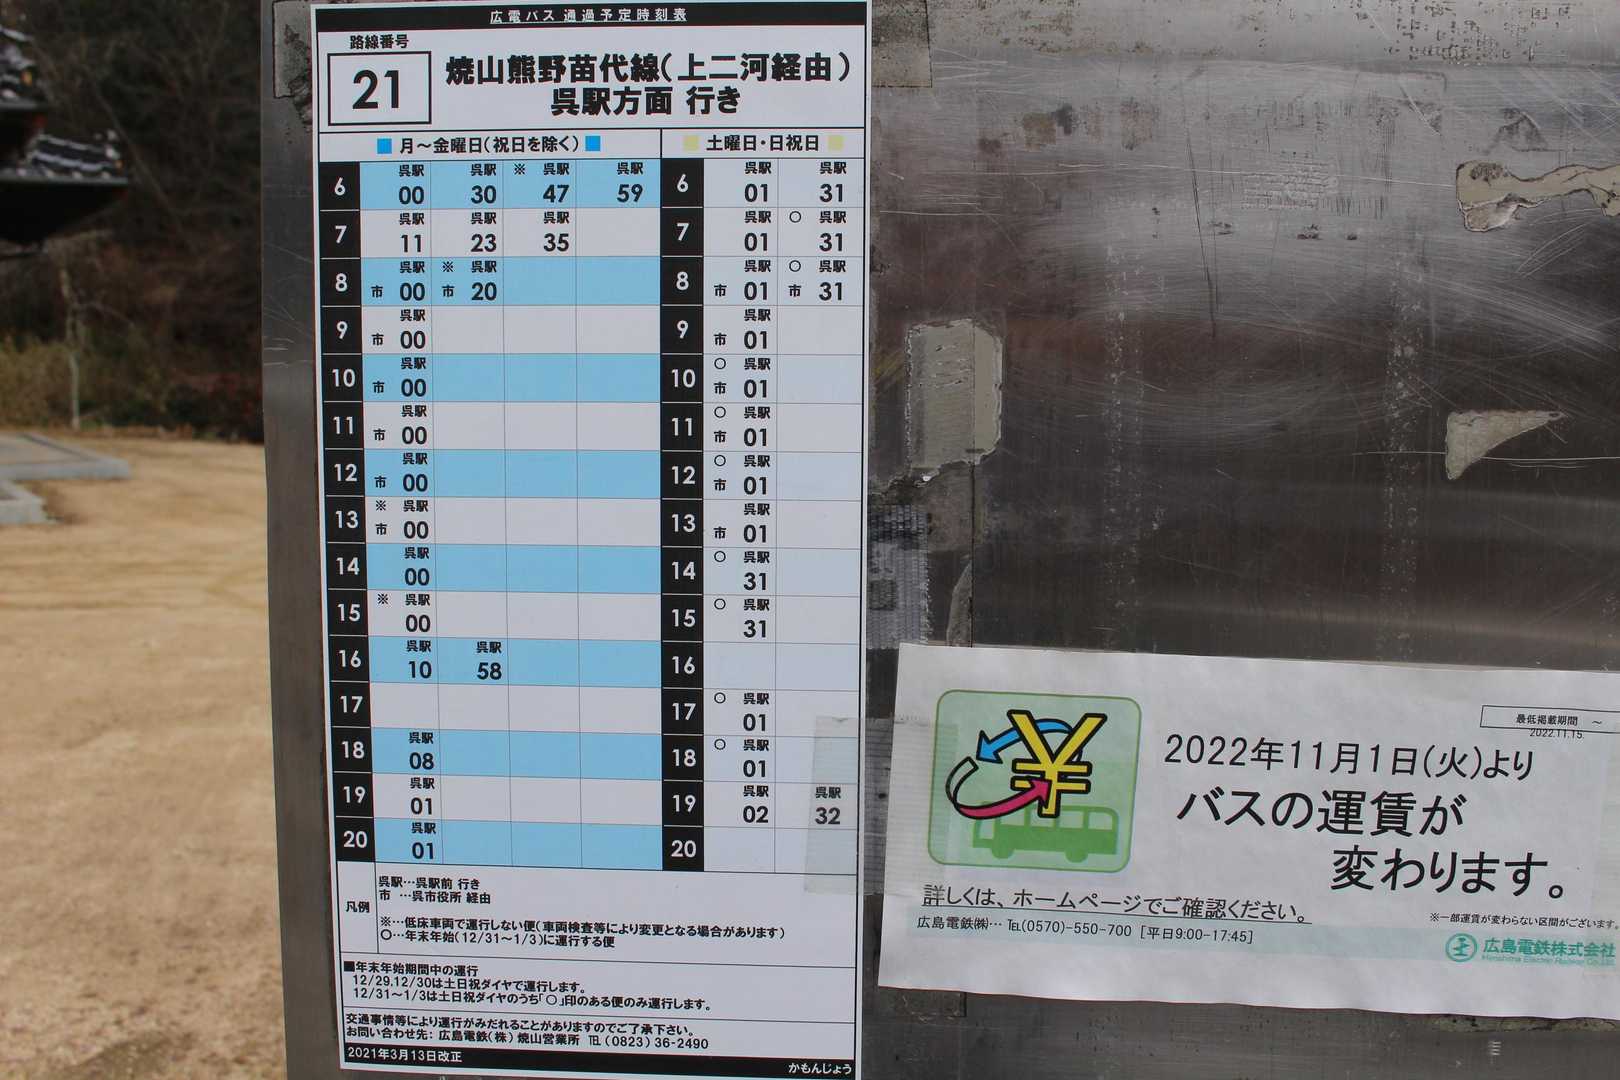 広電バス 通過予定時刻表
路線番号
21
焼山熊野苗代線(上二河経由)
呉駅方面 行き
月～金曜日(祝日を除く)
土曜日・日祝日
6 呉駅 00 呉駅 30 ※ 呉駅 47 呉駅 59
6 呉駅 01 呉駅 31
7 呉駅 11 呉駅 23 呉駅 35
7 呉駅 01 ○ 呉駅 31
8 呉駅 市 00 ※ 呉駅 市 20
8 呉駅 市 01 ○ 呉駅 市 31
9 呉駅 市 00
9 呉駅 市 01
10 呉駅 市 00
10 ○ 呉駅 市 01
11 呉駅 市 00
11 ○ 呉駅 市 01
12 呉駅 市 00
12 ○ 呉駅 市 01
13 ※ 呉駅 市 00
13 呉駅 市 01
14 呉駅 00
14 ○ 呉駅 31
15 ※ 呉駅 00
15 ○ 呉駅 31
16 呉駅 10 呉駅 58
16
17
17 ○ 呉駅 01
18 呉駅 08
18 ○ 呉駅 01
19 呉駅 01
19 呉駅 02 呉駅 32
20 呉駅 01
20
凡例
呉駅…呉駅前 行き
市 …呉市役所 経由
※…低床車両で運行しない便(車両検査等により変更となる場合があります)
○…年末年始(12/31～1/3)に運行する便
■年末年始期間中の運行
12/29.12/30は土日祝ダイヤで運行します。
12/31～1/3は土日祝ダイヤのうち「○」印のある便のみ運行します。
交通事情等により運行がみだれることがありますのでご了承下さい。
お問い合わせ先: 広島電鉄(株) 焼山営業所 TEL (0823) 36-2490
2021年3月13日改正
かもんじょう
最低掲載期間 ～
2022.11.15.
2022年11月1日(火)より
バスの運賃が
変わります。
詳しくは、ホームページでご確認ください。
※一部運賃が変わらない区間がございます。
広島電鉄㈱… TEL(0570)-550-700 [平日9:00-17:45]
広島電鉄株式会社
Hiroshima Electric Railway Co.,Ltd.